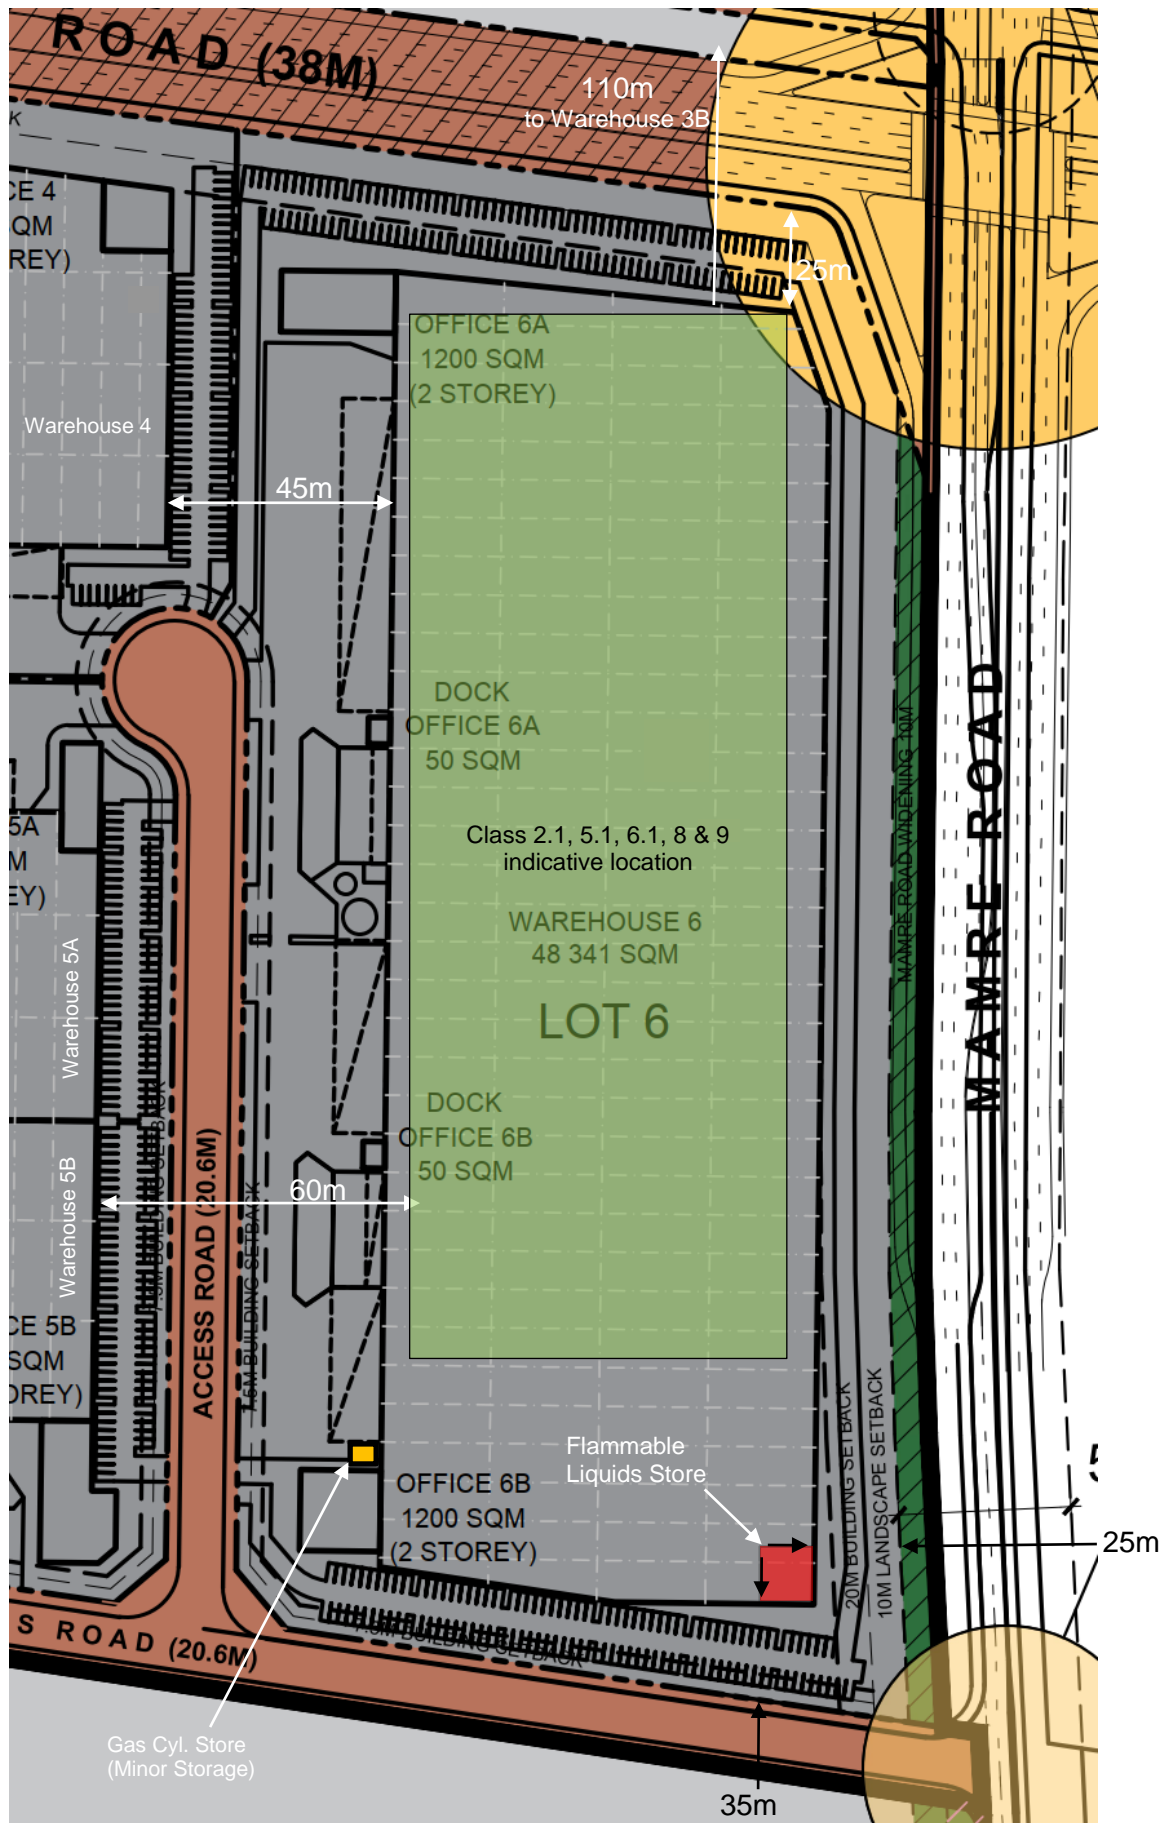 ROAD (38M)
110m
to Warehouse 3B
K
CE 4
QM
REY)
25m
OFFICE 6A
1200 SQM
(2 STOREY)
Warehouse 4
45m
DOCK
OFFICE 6A
50 SQM
MAMRE ROAD
MAMRE ROAD WIDENING 10M
5A
M
EY)
Class 2.1, 5.1, 6.1, 8 & 9
indicative location
WAREHOUSE 6
48 341 SQM
LOT 6
Warehouse 5A
DOCK
OFFICE 6B
50 SQM
Warehouse 5B
60m
7.5M BUILDING SETBACK
ACCESS ROAD (20.6M)
7.5M BUILDING SETBACK
CE 5B
SQM
OREY)
Flammable
Liquids Store
OFFICE 6B
1200 SQM
(2 STOREY)
20M BUILDING SETBACK
10M LANDSCAPE SETBACK
25m
7.5M BUILDING SETBACK
S ROAD (20.6M)
Gas Cyl. Store
(Minor Storage)
35m